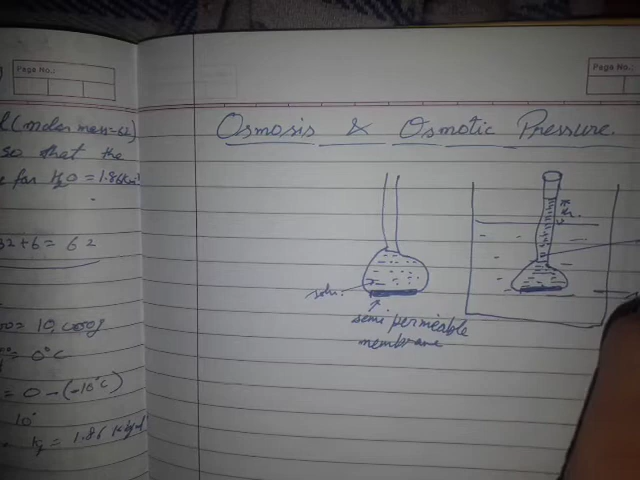 Page No.:
(molar mass=62)
so that the
for H₂O = 1.86
32+6 = 62
= 10,000g
= 0°C
= 0 - (-10°C)
10°
Kf = 1.86 K
Page No.:
Osmosis & Osmotic Pressure.
soln.
semi permeable
membrane